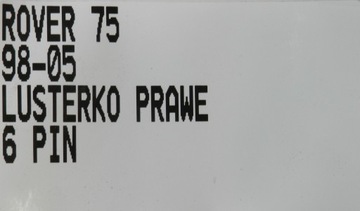 ROVER 75
98-05
LUSTERKO PRAWE
6 PIN